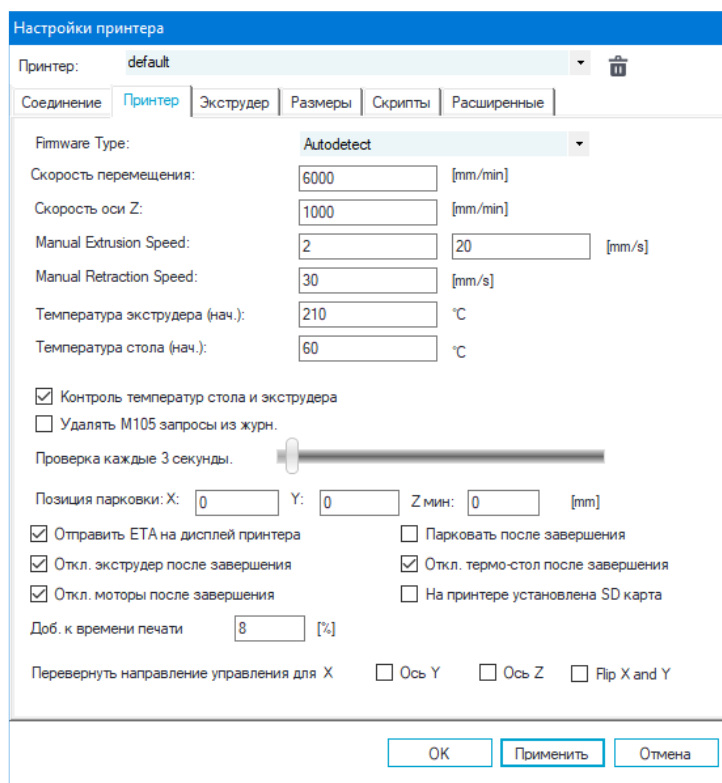 Настройки принтера
Принтер: default
Соединение Принтер Экструдер Размеры Скрипты Расширенные
Firmware Type: Autodetect
Скорость перемещения: 6000 [mm/min]
Скорость оси Z: 1000 [mm/min]
Manual Extrusion Speed: 2 20 [mm/s]
Manual Retraction Speed: 30 [mm/s]
Температура экструдера (нач.): 210 °C
Температура стола (нач.): 60 °C
Контроль температур стола и экструдера
Удалять M105 запросы из журн.
Проверка каждые 3 секунды.
Позиция парковки: X: 0 Y: 0 Z мин: 0 [mm]
Отправить ETA на дисплей принтера Парковать после завершения
Откл. экструдер после завершения Откл. термо-стол после завершения
Откл. моторы после завершения На принтере установлена SD карта
Доб. к времени печати 8 [%]
Перевернуть направление управления для X Ось Y Ось Z Flip X and Y
OK Применить Отмена